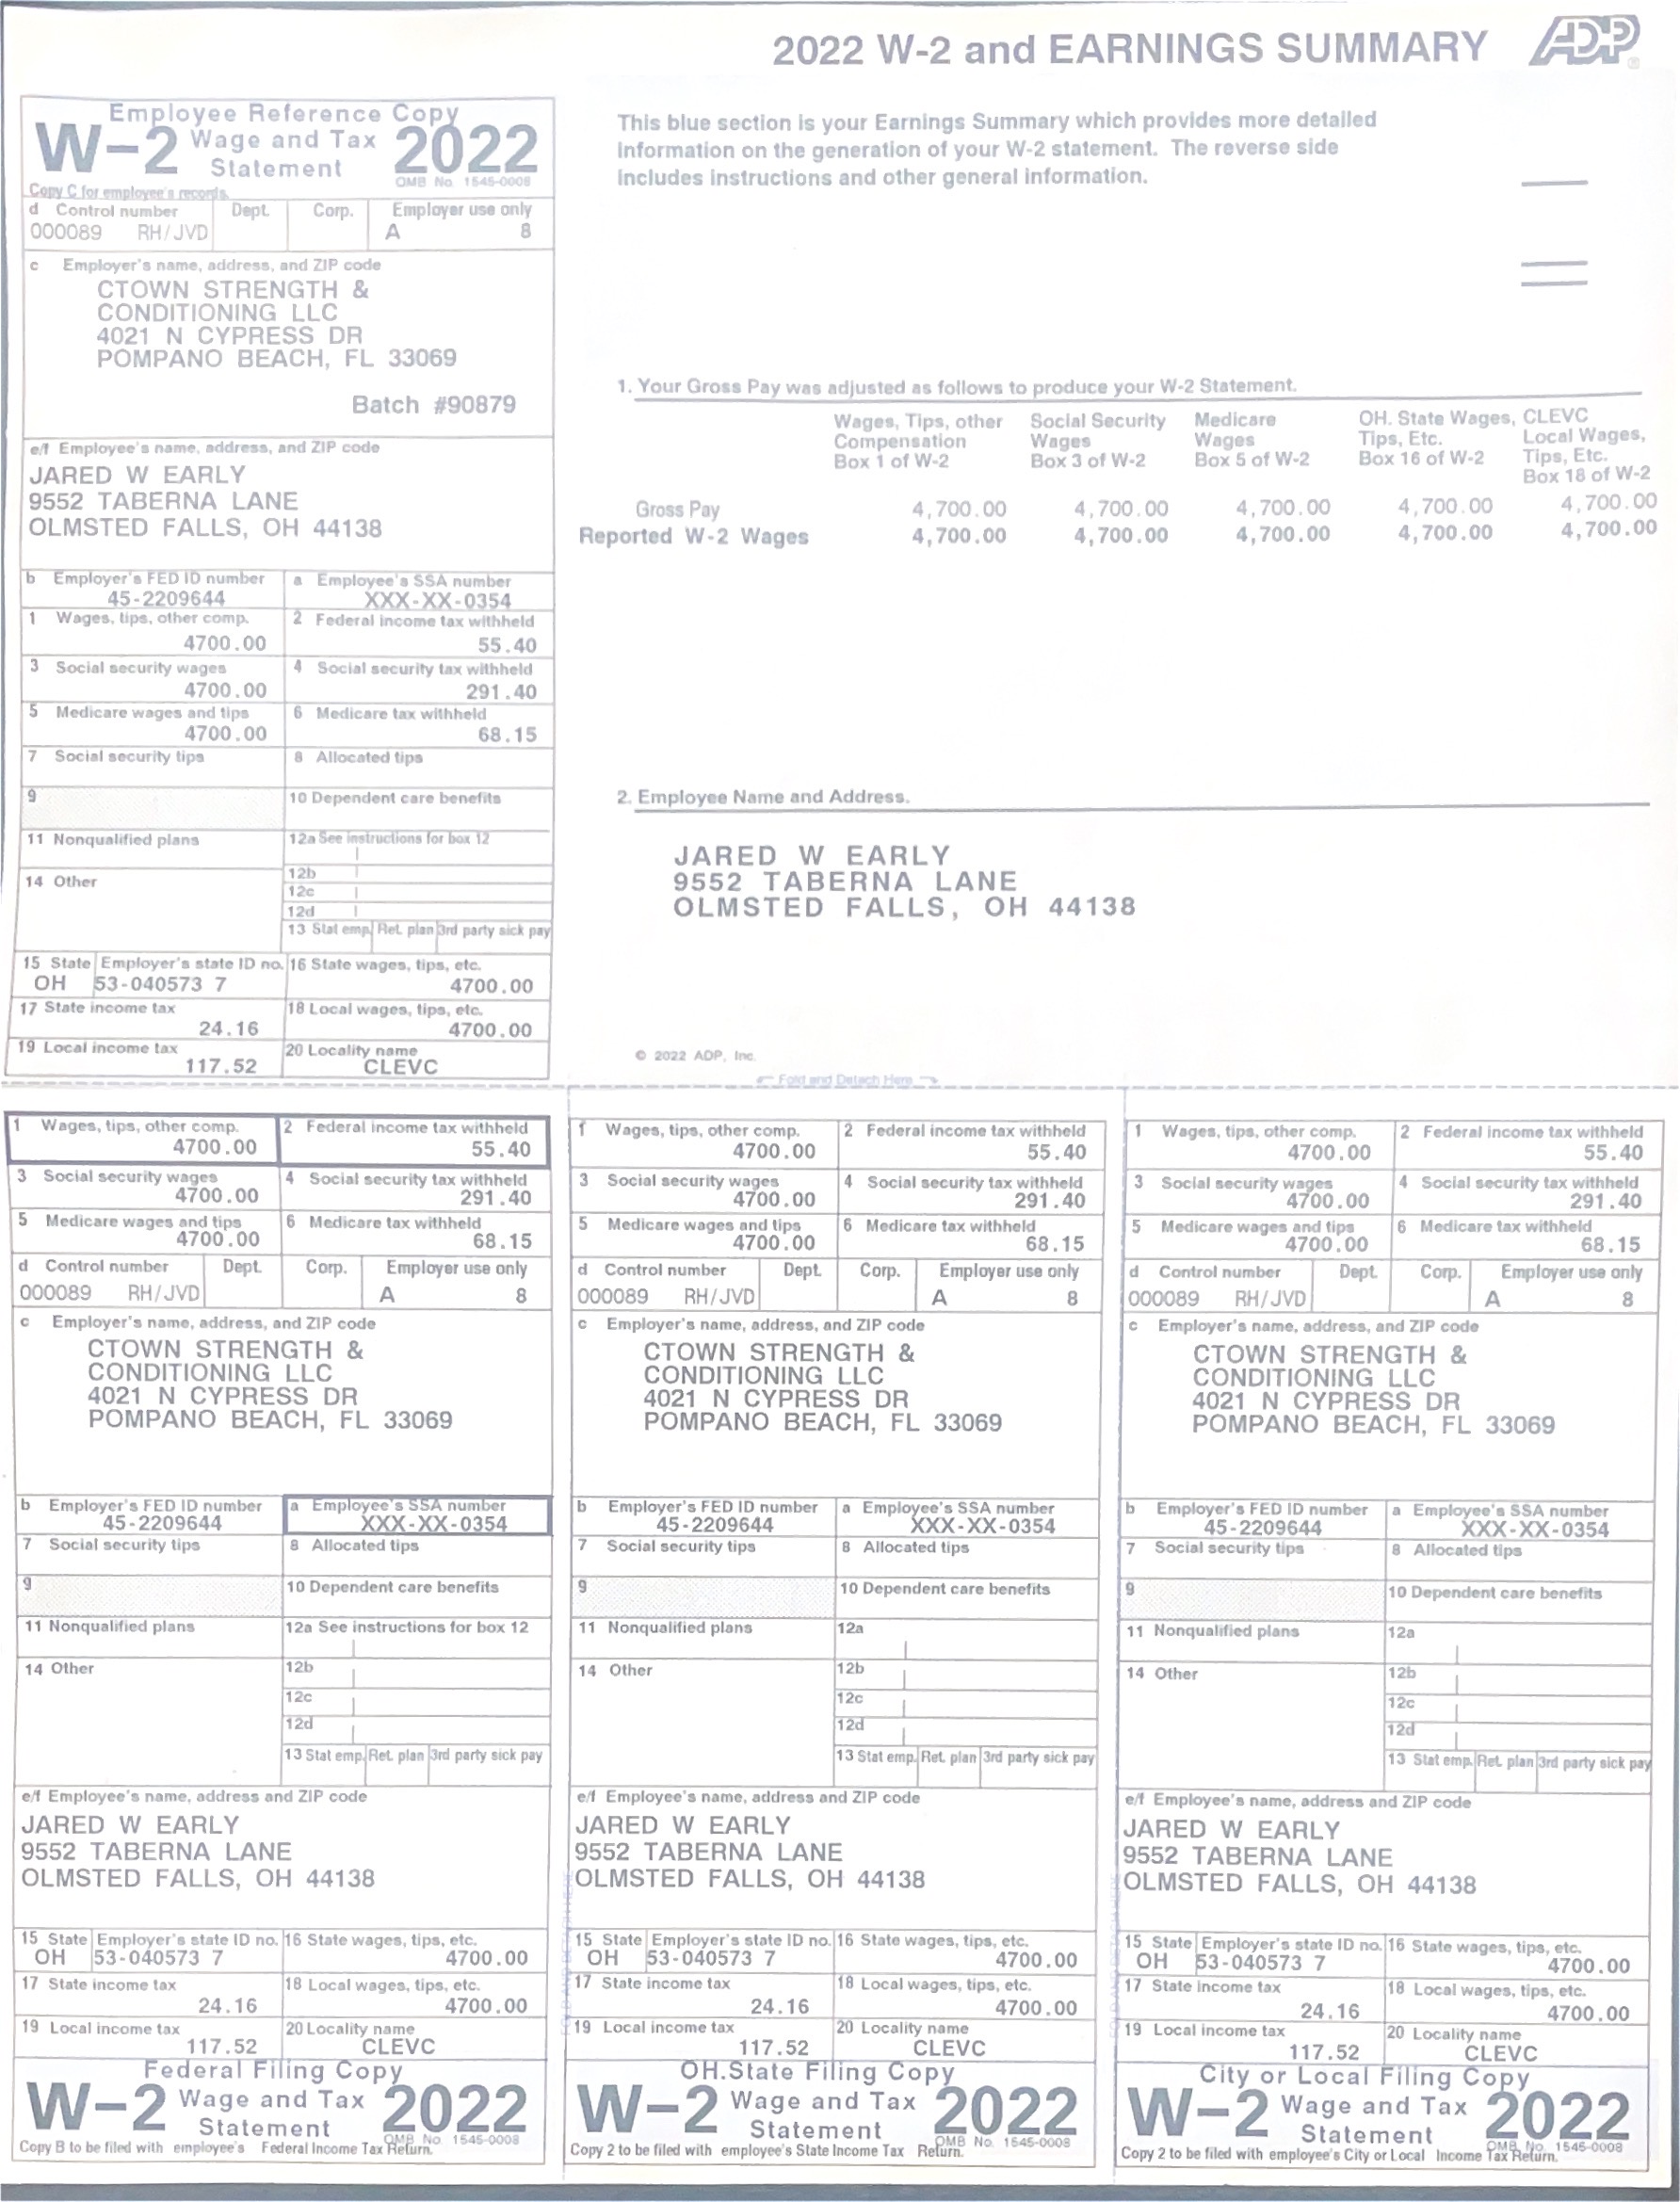 2022 W-2 and EARNINGS SUMMARY ADP®
Employee Reference Copy
W-2 Wage and Tax Statement 2022
OMB No. 1545-0008
Copy C for employee's records.
d Control number Dept. Corp. Employer use only
000089 RH/JVD A 8
c Employer's name, address, and ZIP code
CTOWN STRENGTH &
CONDITIONING LLC
4021 N CYPRESS DR
POMPANO BEACH, FL 33069
Batch #90879
e/f Employee's name, address, and ZIP code
JARED W EARLY
9552 TABERNA LANE
OLMSTED FALLS, OH 44138
b Employer's FED ID number a Employee's SSA number
45-2209644 XXX-XX-0354
1 Wages, tips, other comp. 2 Federal income tax withheld
4700.00 55.40
3 Social security wages 4 Social security tax withheld
4700.00 291.40
5 Medicare wages and tips 6 Medicare tax withheld
4700.00 68.15
7 Social security tips 8 Allocated tips
9 10 Dependent care benefits
11 Nonqualified plans 12a See instructions for box 12
14 Other 12b
12c
12d
13 Stat emp. Ret. plan 3rd party sick pay
15 State Employer's state ID no. 16 State wages, tips, etc.
OH 53-040573 7 4700.00
17 State income tax 18 Local wages, tips, etc.
24.16 4700.00
19 Local income tax 20 Locality name
117.52 CLEVC
This blue section is your Earnings Summary which provides more detailed
information on the generation of your W-2 statement. The reverse side
includes instructions and other general information.
1. Your Gross Pay was adjusted as follows to produce your W-2 Statement.
Wages, Tips, other Social Security Medicare OH. State Wages, CLEVC
Compensation Wages Wages Tips, Etc. Local Wages,
Box 1 of W-2 Box 3 of W-2 Box 5 of W-2 Box 16 of W-2 Tips, Etc.
Box 18 of W-2
Gross Pay 4,700.00 4,700.00 4,700.00 4,700.00 4,700.00
Reported W-2 Wages 4,700.00 4,700.00 4,700.00 4,700.00 4,700.00
2. Employee Name and Address.
JARED W EARLY
9552 TABERNA LANE
OLMSTED FALLS, OH 44138
© 2022 ADP, Inc.
Fold and Detach Here
1 Wages, tips, other comp. 2 Federal income tax withheld
4700.00 55.40
3 Social security wages 4 Social security tax withheld
4700.00 291.40
5 Medicare wages and tips 6 Medicare tax withheld
4700.00 68.15
d Control number Dept. Corp. Employer use only
000089 RH/JVD A 8
c Employer's name, address, and ZIP code
CTOWN STRENGTH &
CONDITIONING LLC
4021 N CYPRESS DR
POMPANO BEACH, FL 33069
b Employer's FED ID number a Employee's SSA number
45-2209644 XXX-XX-0354
7 Social security tips 8 Allocated tips
9 10 Dependent care benefits
11 Nonqualified plans 12a See instructions for box 12
14 Other 12b
12c
12d
13 Stat emp. Ret. plan 3rd party sick pay
e/f Employee's name, address and ZIP code
JARED W EARLY
9552 TABERNA LANE
OLMSTED FALLS, OH 44138
15 State Employer's state ID no. 16 State wages, tips, etc.
OH 53-040573 7 4700.00
17 State income tax 18 Local wages, tips, etc.
24.16 4700.00
19 Local income tax 20 Locality name
117.52 CLEVC
Federal Filing Copy
W-2 Wage and Tax Statement 2022
OMB No. 1545-0008
Copy B to be filed with employee's Federal Income Tax Return.
1 Wages, tips, other comp. 2 Federal income tax withheld
4700.00 55.40
3 Social security wages 4 Social security tax withheld
4700.00 291.40
5 Medicare wages and tips 6 Medicare tax withheld
4700.00 68.15
d Control number Dept. Corp. Employer use only
000089 RH/JVD A 8
c Employer's name, address, and ZIP code
CTOWN STRENGTH &
CONDITIONING LLC
4021 N CYPRESS DR
POMPANO BEACH, FL 33069
b Employer's FED ID number a Employee's SSA number
45-2209644 XXX-XX-0354
7 Social security tips 8 Allocated tips
9 10 Dependent care benefits
11 Nonqualified plans 12a
14 Other 12b
12c
12d
13 Stat emp. Ret. plan 3rd party sick pay
e/f Employee's name, address and ZIP code
JARED W EARLY
9552 TABERNA LANE
OLMSTED FALLS, OH 44138
15 State Employer's state ID no. 16 State wages, tips, etc.
OH 53-040573 7 4700.00
17 State income tax 18 Local wages, tips, etc.
24.16 4700.00
19 Local income tax 20 Locality name
117.52 CLEVC
OH.State Filing Copy
W-2 Wage and Tax Statement 2022
OMB No. 1545-0008
Copy 2 to be filed with employee's State Income Tax Return.
1 Wages, tips, other comp. 2 Federal income tax withheld
4700.00 55.40
3 Social security wages 4 Social security tax withheld
4700.00 291.40
5 Medicare wages and tips 6 Medicare tax withheld
4700.00 68.15
d Control number Dept. Corp. Employer use only
000089 RH/JVD A 8
c Employer's name, address, and ZIP code
CTOWN STRENGTH &
CONDITIONING LLC
4021 N CYPRESS DR
POMPANO BEACH, FL 33069
b Employer's FED ID number a Employee's SSA number
45-2209644 XXX-XX-0354
7 Social security tips 8 Allocated tips
9 10 Dependent care benefits
11 Nonqualified plans 12a
14 Other 12b
12c
12d
13 Stat emp. Ret. plan 3rd party sick pay
e/f Employee's name, address and ZIP code
JARED W EARLY
9552 TABERNA LANE
OLMSTED FALLS, OH 44138
15 State Employer's state ID no. 16 State wages, tips, etc.
OH 53-040573 7 4700.00
17 State income tax 18 Local wages, tips, etc.
24.16 4700.00
19 Local income tax 20 Locality name
117.52 CLEVC
City or Local Filing Copy
W-2 Wage and Tax Statement 2022
OMB No. 1545-0008
Copy 2 to be filed with employee's City or Local Income Tax Return.